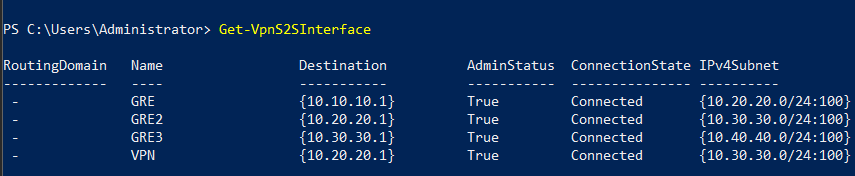 PS C:\Users\Administrator> Get-VpnS2SInterface
RoutingDomain Name Destination AdminStatus ConnectionState IPv4Subnet
------------- ---- ----------- ----------- --------------- ----------
- GRE {10.10.10.1} True Connected {10.20.20.0/24:100}
- GRE2 {10.20.20.1} True Connected {10.30.30.0/24:100}
- GRE3 {10.30.30.1} True Connected {10.40.40.0/24:100}
- VPN {10.20.20.1} True Connected {10.30.30.0/24:100}